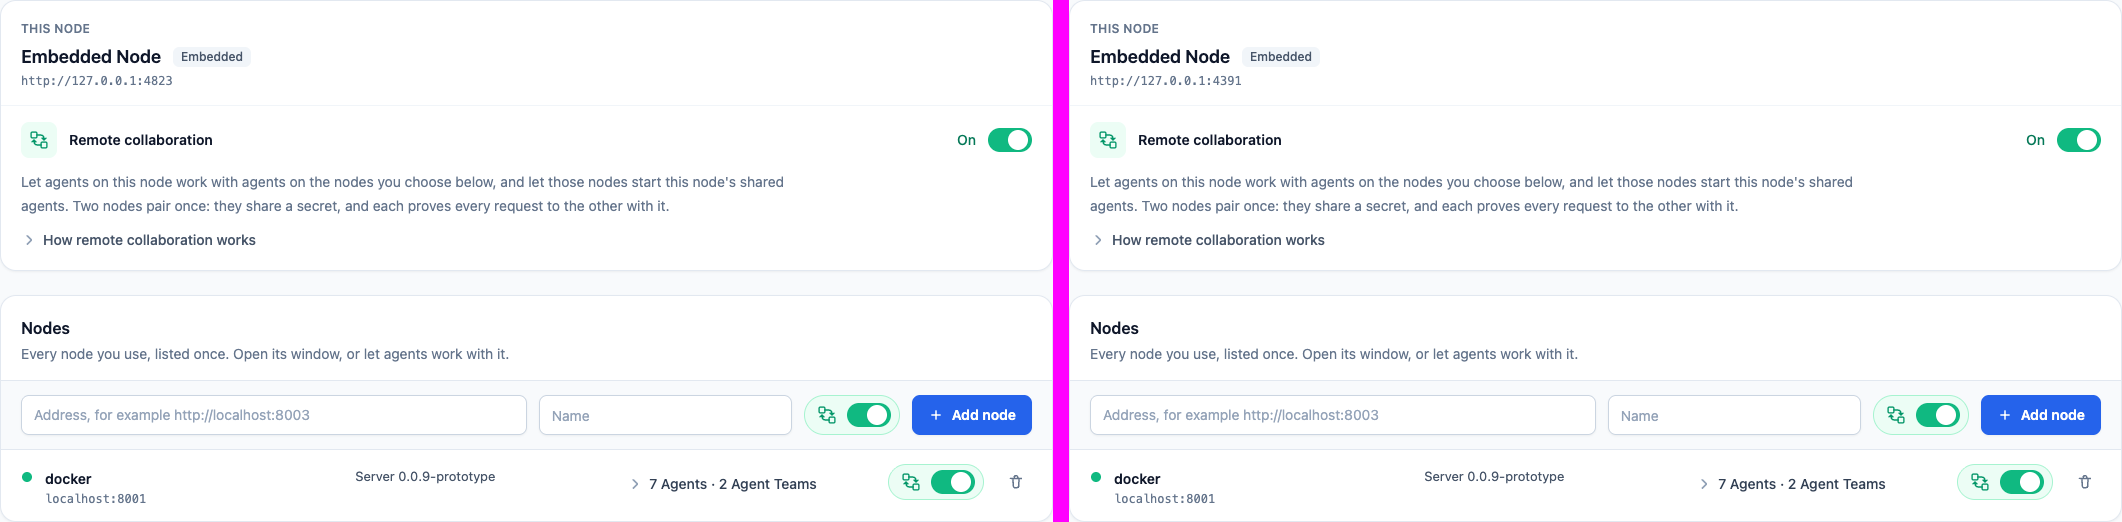 THIS NODE
Embedded Node Embedded
http://127.0.0.1:4823
Remote collaboration On
Let agents on this node work with agents on the nodes you choose below, and let those nodes start this node's shared
agents. Two nodes pair once: they share a secret, and each proves every request to the other with it.
How remote collaboration works
Nodes
Every node you use, listed once. Open its window, or let agents work with it.
Address, for example http://localhost:8003 Name + Add node
docker Server 0.0.9-prototype 7 Agents · 2 Agent Teams
localhost:8001
THIS NODE
Embedded Node Embedded
http://127.0.0.1:4391
Remote collaboration On
Let agents on this node work with agents on the nodes you choose below, and let those nodes start this node's shared
agents. Two nodes pair once: they share a secret, and each proves every request to the other with it.
How remote collaboration works
Nodes
Every node you use, listed once. Open its window, or let agents work with it.
Address, for example http://localhost:8003 Name + Add node
docker Server 0.0.9-prototype 7 Agents · 2 Agent Teams
localhost:8001